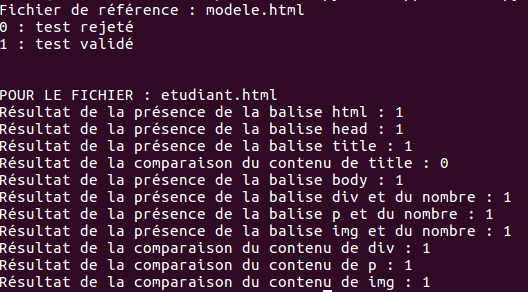 Fichier de référence : modele.html
0 : test rejeté
1 : test validé
POUR LE FICHIER : etudiant.html
Résultat de la présence de la balise html : 1
Résultat de la présence de la balise head : 1
Résultat de la présence de la balise title : 1
Résultat de la comparaison du contenu de title : 0
Résultat de la présence de la balise body : 1
Résultat de la présence de la balise div et du nombre : 1
Résultat de la présence de la balise p et du nombre : 1
Résultat de la présence de la balise img et du nombre : 1
Résultat de la comparaison du contenu de div : 1
Résultat de la comparaison du contenu de p : 1
Résultat de la comparaison du contenu de img : 1